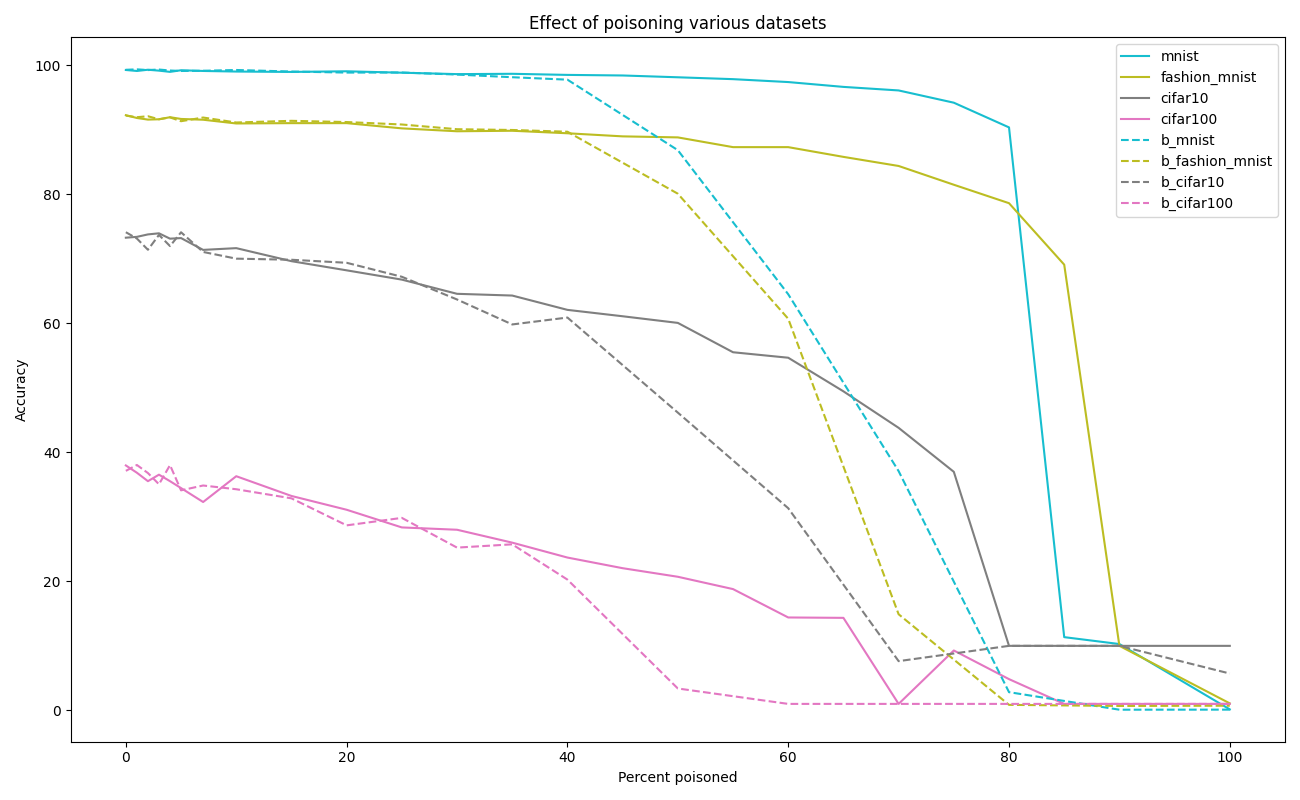 Effect of poisoning various datasets
100
80
60
40
20
0
Accuracy
mnist
fashion_mnist
cifar10
cifar100
b_mnist
b_fashion_mnist
b_cifar10
b_cifar100
0 20 40 60 80 100
Percent poisoned